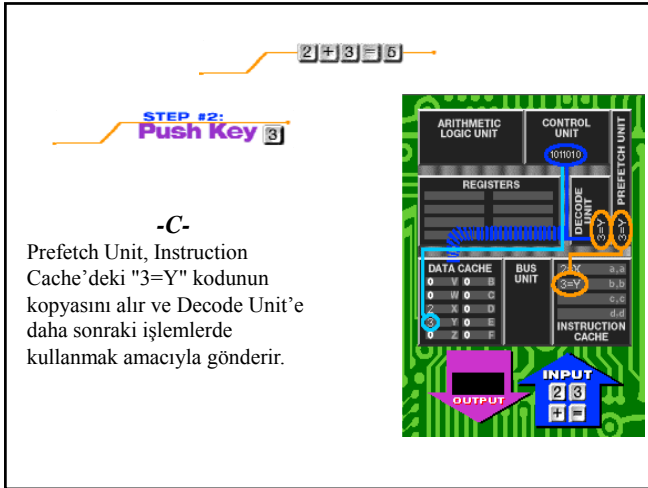 2 + 3 = 5
STEP #2:
Push Key 3
-C-
Prefetch Unit, Instruction
Cache’deki "3=Y" kodunun
kopyasını alır ve Decode Unit’e
daha sonraki işlemlerde
kullanmak amacıyla gönderir.
ARITHMETIC
LOGIC UNIT
CONTROL
UNIT
1011010
PREFETCH UNIT
3=Y
REGISTERS
DECODE
UNIT
3=Y
DATA CACHE
0 V 0 B
0 W 0 C
2 X 0 D
3 Y 0 E
0 Z 0 F
BUS
UNIT
2=X a,a
3=Y b,b
c,c
d,d
INSTRUCTION
CACHE
OUTPUT
INPUT
2 3
+ =